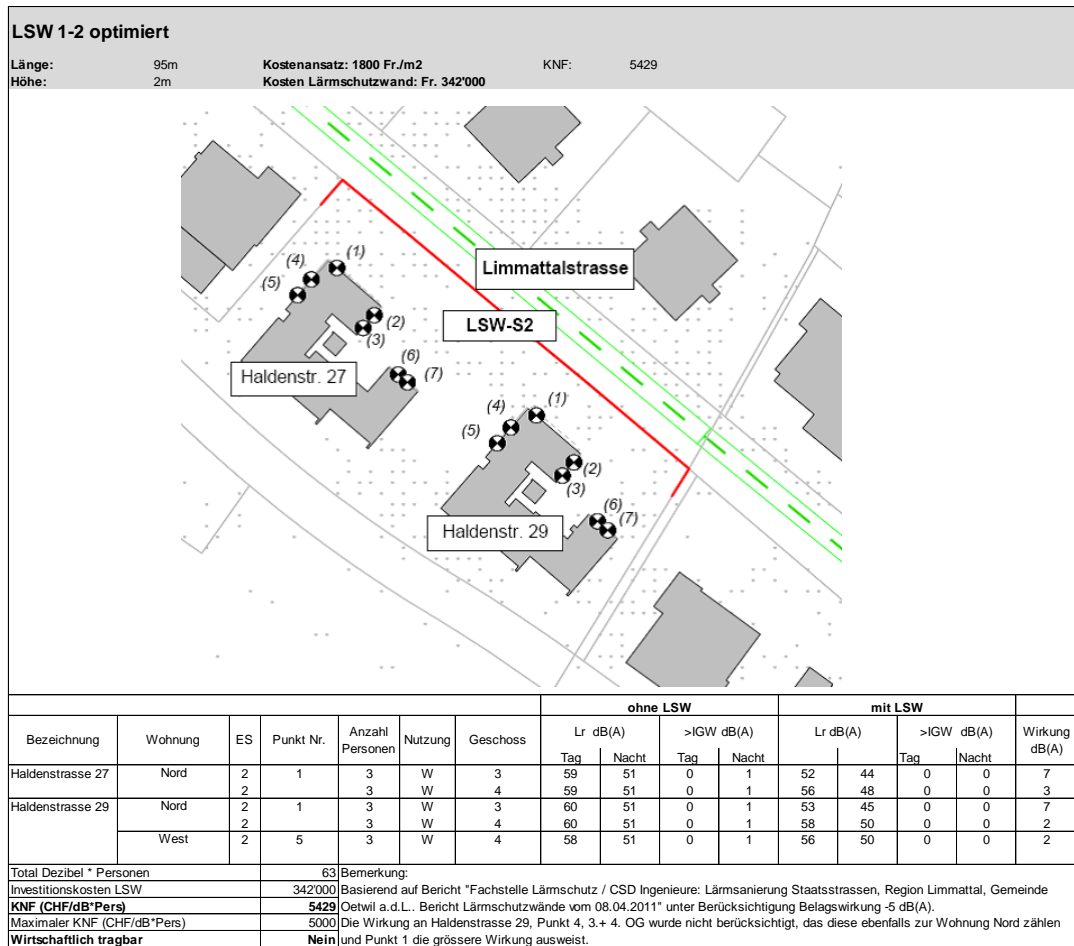 LSW 1-2 optimiert
Länge: 95m Kostenansatz: 1800 Fr./m2 KNF: 5429
Höhe: 2m Kosten Lärmschutzwand: Fr. 342'000
(1)
(4)
(5)
Limmattalstrasse
(2)
LSW-S2
(3)
(6)
Haldenstr. 27
(7)
(1)
(4)
(5)
(2)
(3)
(6)
(7)
Haldenstr. 29
ohne LSW mit LSW
Bezeichnung Wohnung ES Punkt Nr. Anzahl Personen Nutzung Geschoss Lr dB(A) >IGW dB(A) Lr dB(A) >IGW dB(A) Wirkung dB(A)
Tag Nacht Tag Nacht Tag Nacht
Haldenstrasse 27 Nord 2 1 3 W 3 59 51 0 1 52 44 0 0 7
2 3 W 4 59 51 0 1 56 48 0 0 3
Haldenstrasse 29 Nord 2 1 3 W 3 60 51 0 1 53 45 0 0 7
2 3 W 4 60 51 0 1 58 50 0 0 2
West 2 5 3 W 4 58 51 0 1 56 50 0 0 2
Total Dezibel * Personen 63 Bemerkung:
Investitionskosten LSW 342'000 Basierend auf Bericht "Fachstelle Lärmschutz / CSD Ingenieure: Lärmsanierung Staatsstrassen, Region Limmattal, Gemeinde
KNF (CHF/dB*Pers) 5429 Oetwil a.d.L.. Bericht Lärmschutzwände vom 08.04.2011" unter Berücksichtigung Belagswirkung -5 dB(A).
Maximaler KNF (CHF/dB*Pers) 5000 Die Wirkung an Haldenstrasse 29, Punkt 4, 3.+ 4. OG wurde nicht berücksichtigt, das diese ebenfalls zur Wohnung Nord zählen
Wirtschaftlich tragbar Nein und Punkt 1 die grössere Wirkung ausweist.